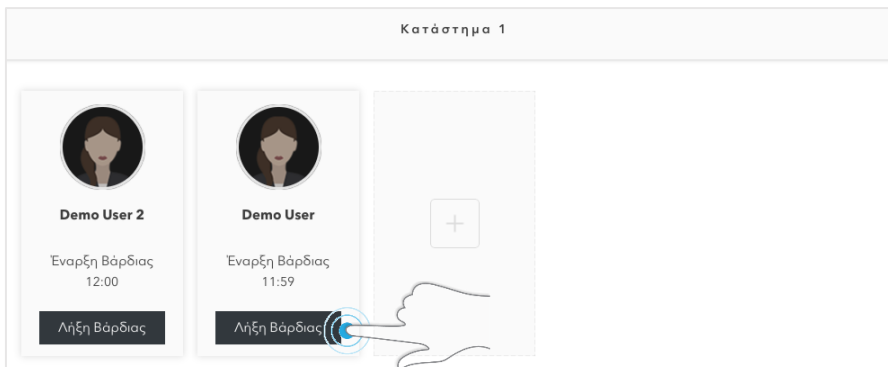 Κατάστημα 1
Demo User 2
Έναρξη Βάρδιας
12:00
Λήξη Βάρδιας
Demo User
Έναρξη Βάρδιας
11:59
Λήξη Βάρδιας